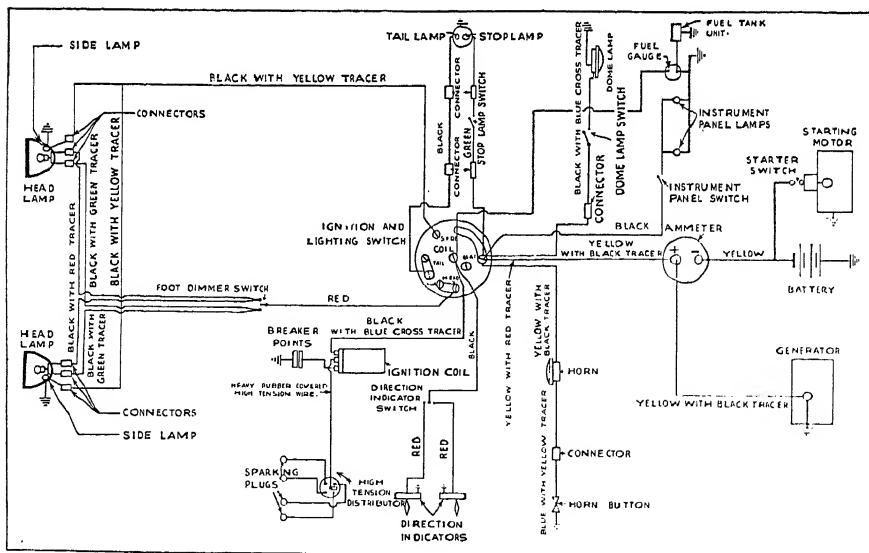 SIDE LAMP
TAIL LAMP
STOP LAMP
FUEL TANK
UNIT.
FUEL
GAUGE
DOME LAMP
BLACK WITH BLUE CROSS TRACER
BLACK WITH YELLOW TRACER
CONNECTOR
CONNECTOR
STOP LAMP SWITCH
BLACK
GREEN
CONNECTORS
HEAD
LAMP
BLACK WITH RED TRACER
BLACK WITH GREEN TRACER
BLACK WITH YELLOW TRACER
DOME LAMP SWITCH
CONNECTOR
INSTRUMENT
PANEL LAMPS
STARTING
MOTOR
STARTER
SWITCH
INSTRUMENT
PANEL SWITCH
IGNITION AND
LIGHTING SWITCH
SIDE
COIL
BAT
TAIL
HEAD
BLACK
YELLOW
WITH BLACK TRACER
AMMETER
+
-
YELLOW
BATTERY
FOOT DIMMER SWITCH
RED
BLACK
WITH BLUE CROSS TRACER
BLACK
YELLOW WITH RED TRACER
YELLOW WITH
BLACK TRACER
HEAD
LAMP
BLACK WITH
GREEN TRACER
BREAKER
POINTS
IGNITION COIL
HEAVY RUBBER COVERED
HIGH TENSION WIRE.
DIRECTION
INDICATOR
SWITCH
HORN
GENERATOR
YELLOW WITH BLACK TRACER
CONNECTORS
SIDE LAMP
RED
RED
BLUE WITH YELLOW TRACER
CONNECTOR
SPARKING
PLUGS
HIGH
TENSION
DISTRIBUTOR
DIRECTION
INDICATORS
HORN BUTTON